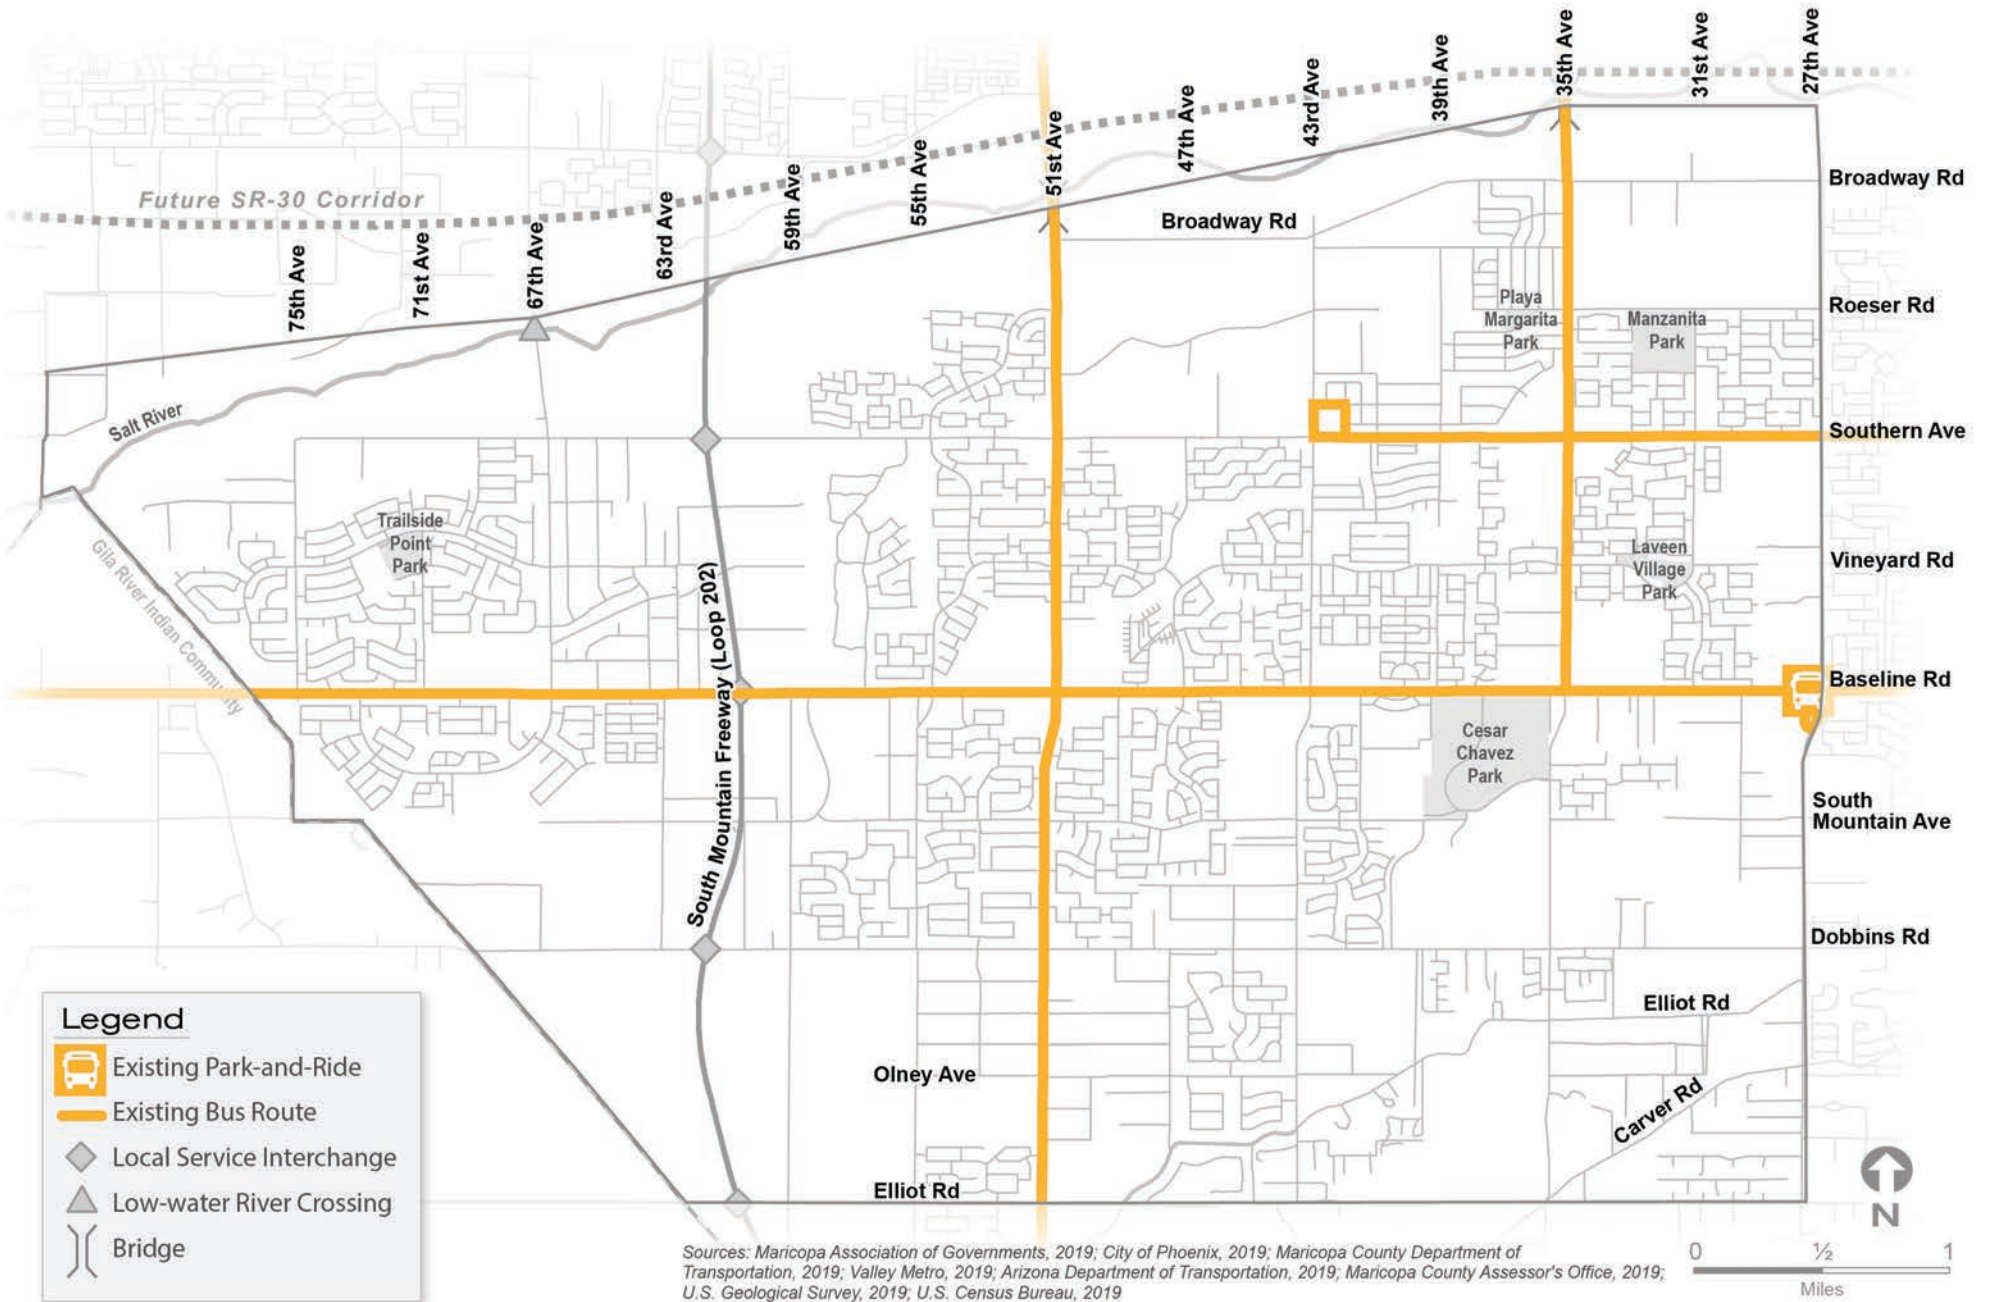 35th Ave
31st Ave
27th Ave
39th Ave
43rd Ave
47th Ave
51st Ave
55th Ave
59th Ave
63rd Ave
67th Ave
71st Ave
75th Ave
Future SR-30 Corridor
Broadway Rd
Broadway Rd
Roeser Rd
Playa
Margarita
Park
Manzanita
Park
Salt River
Southern Ave
Trailside
Point
Park
Gila River Indian Community
Laveen
Village
Park
Vineyard Rd
South Mountain Freeway (Loop 202)
Baseline Rd
Cesar
Chavez
Park
South
Mountain Ave
Dobbins Rd
Elliot Rd
Olney Ave
Carver Rd
Elliot Rd
Legend
Existing Park-and-Ride
Existing Bus Route
Local Service Interchange
Low-water River Crossing
Bridge
N
0 ½ 1
Miles
Sources: Maricopa Association of Governments, 2019; City of Phoenix, 2019; Maricopa County Department of
Transportation, 2019; Valley Metro, 2019; Arizona Department of Transportation, 2019; Maricopa County Assessor's Office, 2019;
U.S. Geological Survey, 2019; U.S. Census Bureau, 2019